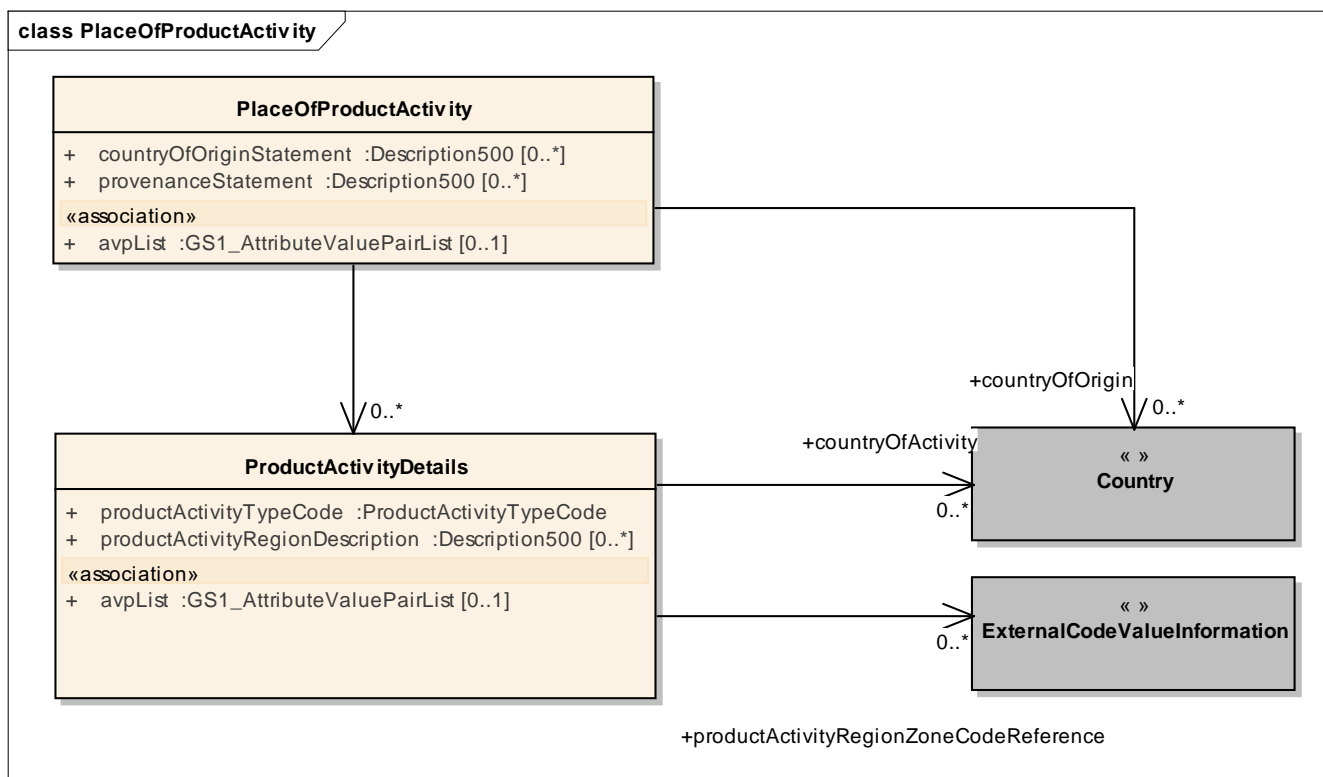 class PlaceOfProductActivity
PlaceOfProductActivity
+ countryOfOriginStatement :Description500 [0..*]
+ provenanceStatement :Description500 [0..*]
«association»
+ avpList :GS1_AttributeValuePairList [0..1]
+countryOfOrigin
0..*
0..*
ProductActivityDetails
+ productActivityTypeCode :ProductActivityTypeCode
+ productActivityRegionDescription :Description500 [0..*]
«association»
+ avpList :GS1_AttributeValuePairList [0..1]
+countryOfActivity
0..*
« »
Country
0..*
« »
ExternalCodeValueInformation
+productActivityRegionZoneCodeReference